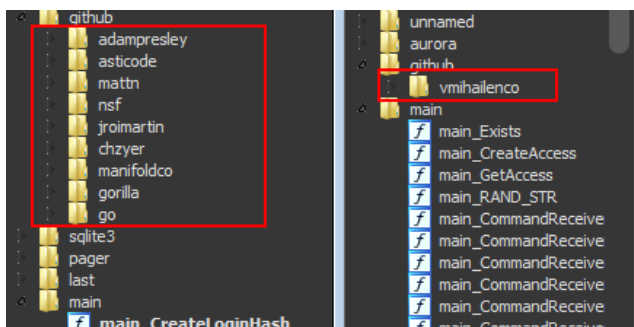 github
adampresley
asticode
mattn
nsf
jroimartin
chzyer
manifoldco
gorilla
go
sqlite3
pager
last
main
main_CreateLoginHash
unnamed
aurora
github
vmihailenco
main
main_Exists
main_CreateAccess
main_GetAccess
main_RAND_STR
main_CommandReceive
main_CommandReceive
main_CommandReceive
main_CommandReceive
main_CommandReceive
main_CommandReceive